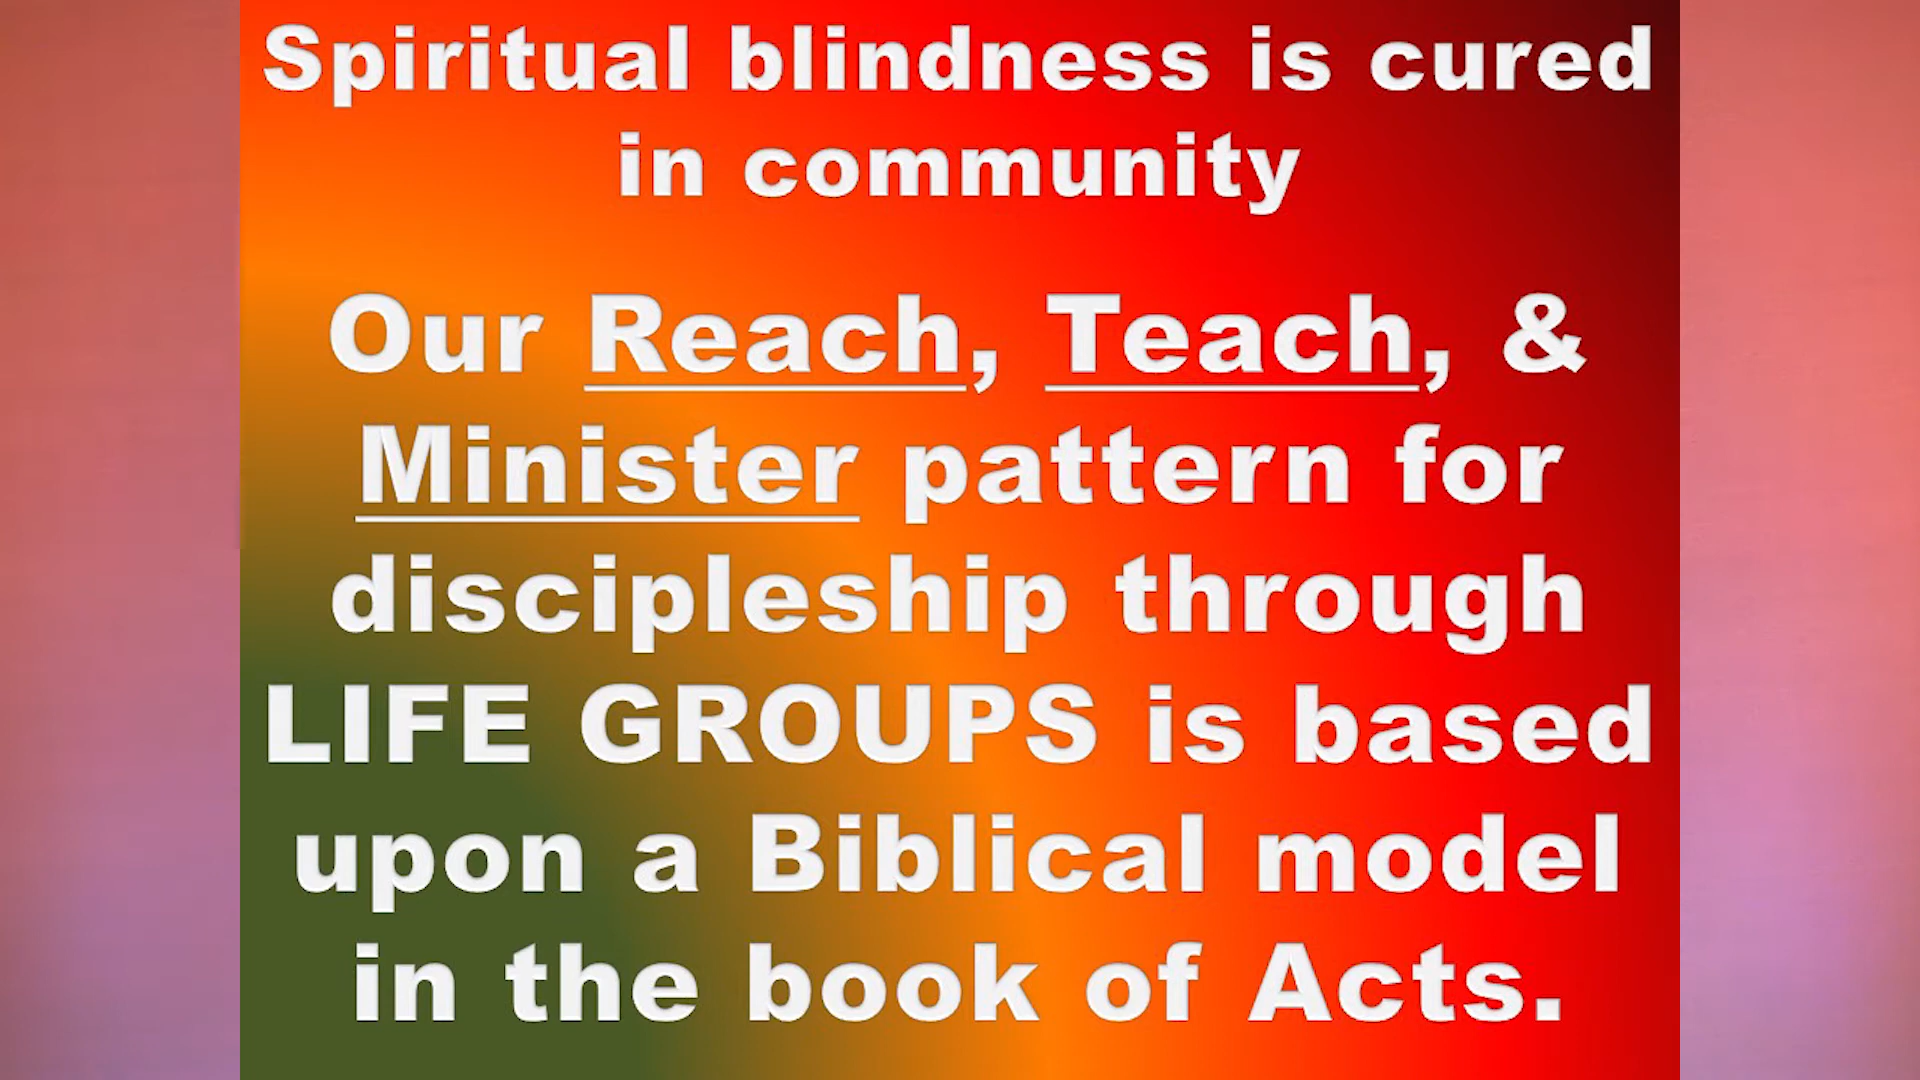 Spiritual blindness is cured
in community
Our Reach, Teach, &
Minister pattern for
discipleship through
LIFE GROUPS is based
upon a Biblical model
in the book of Acts.